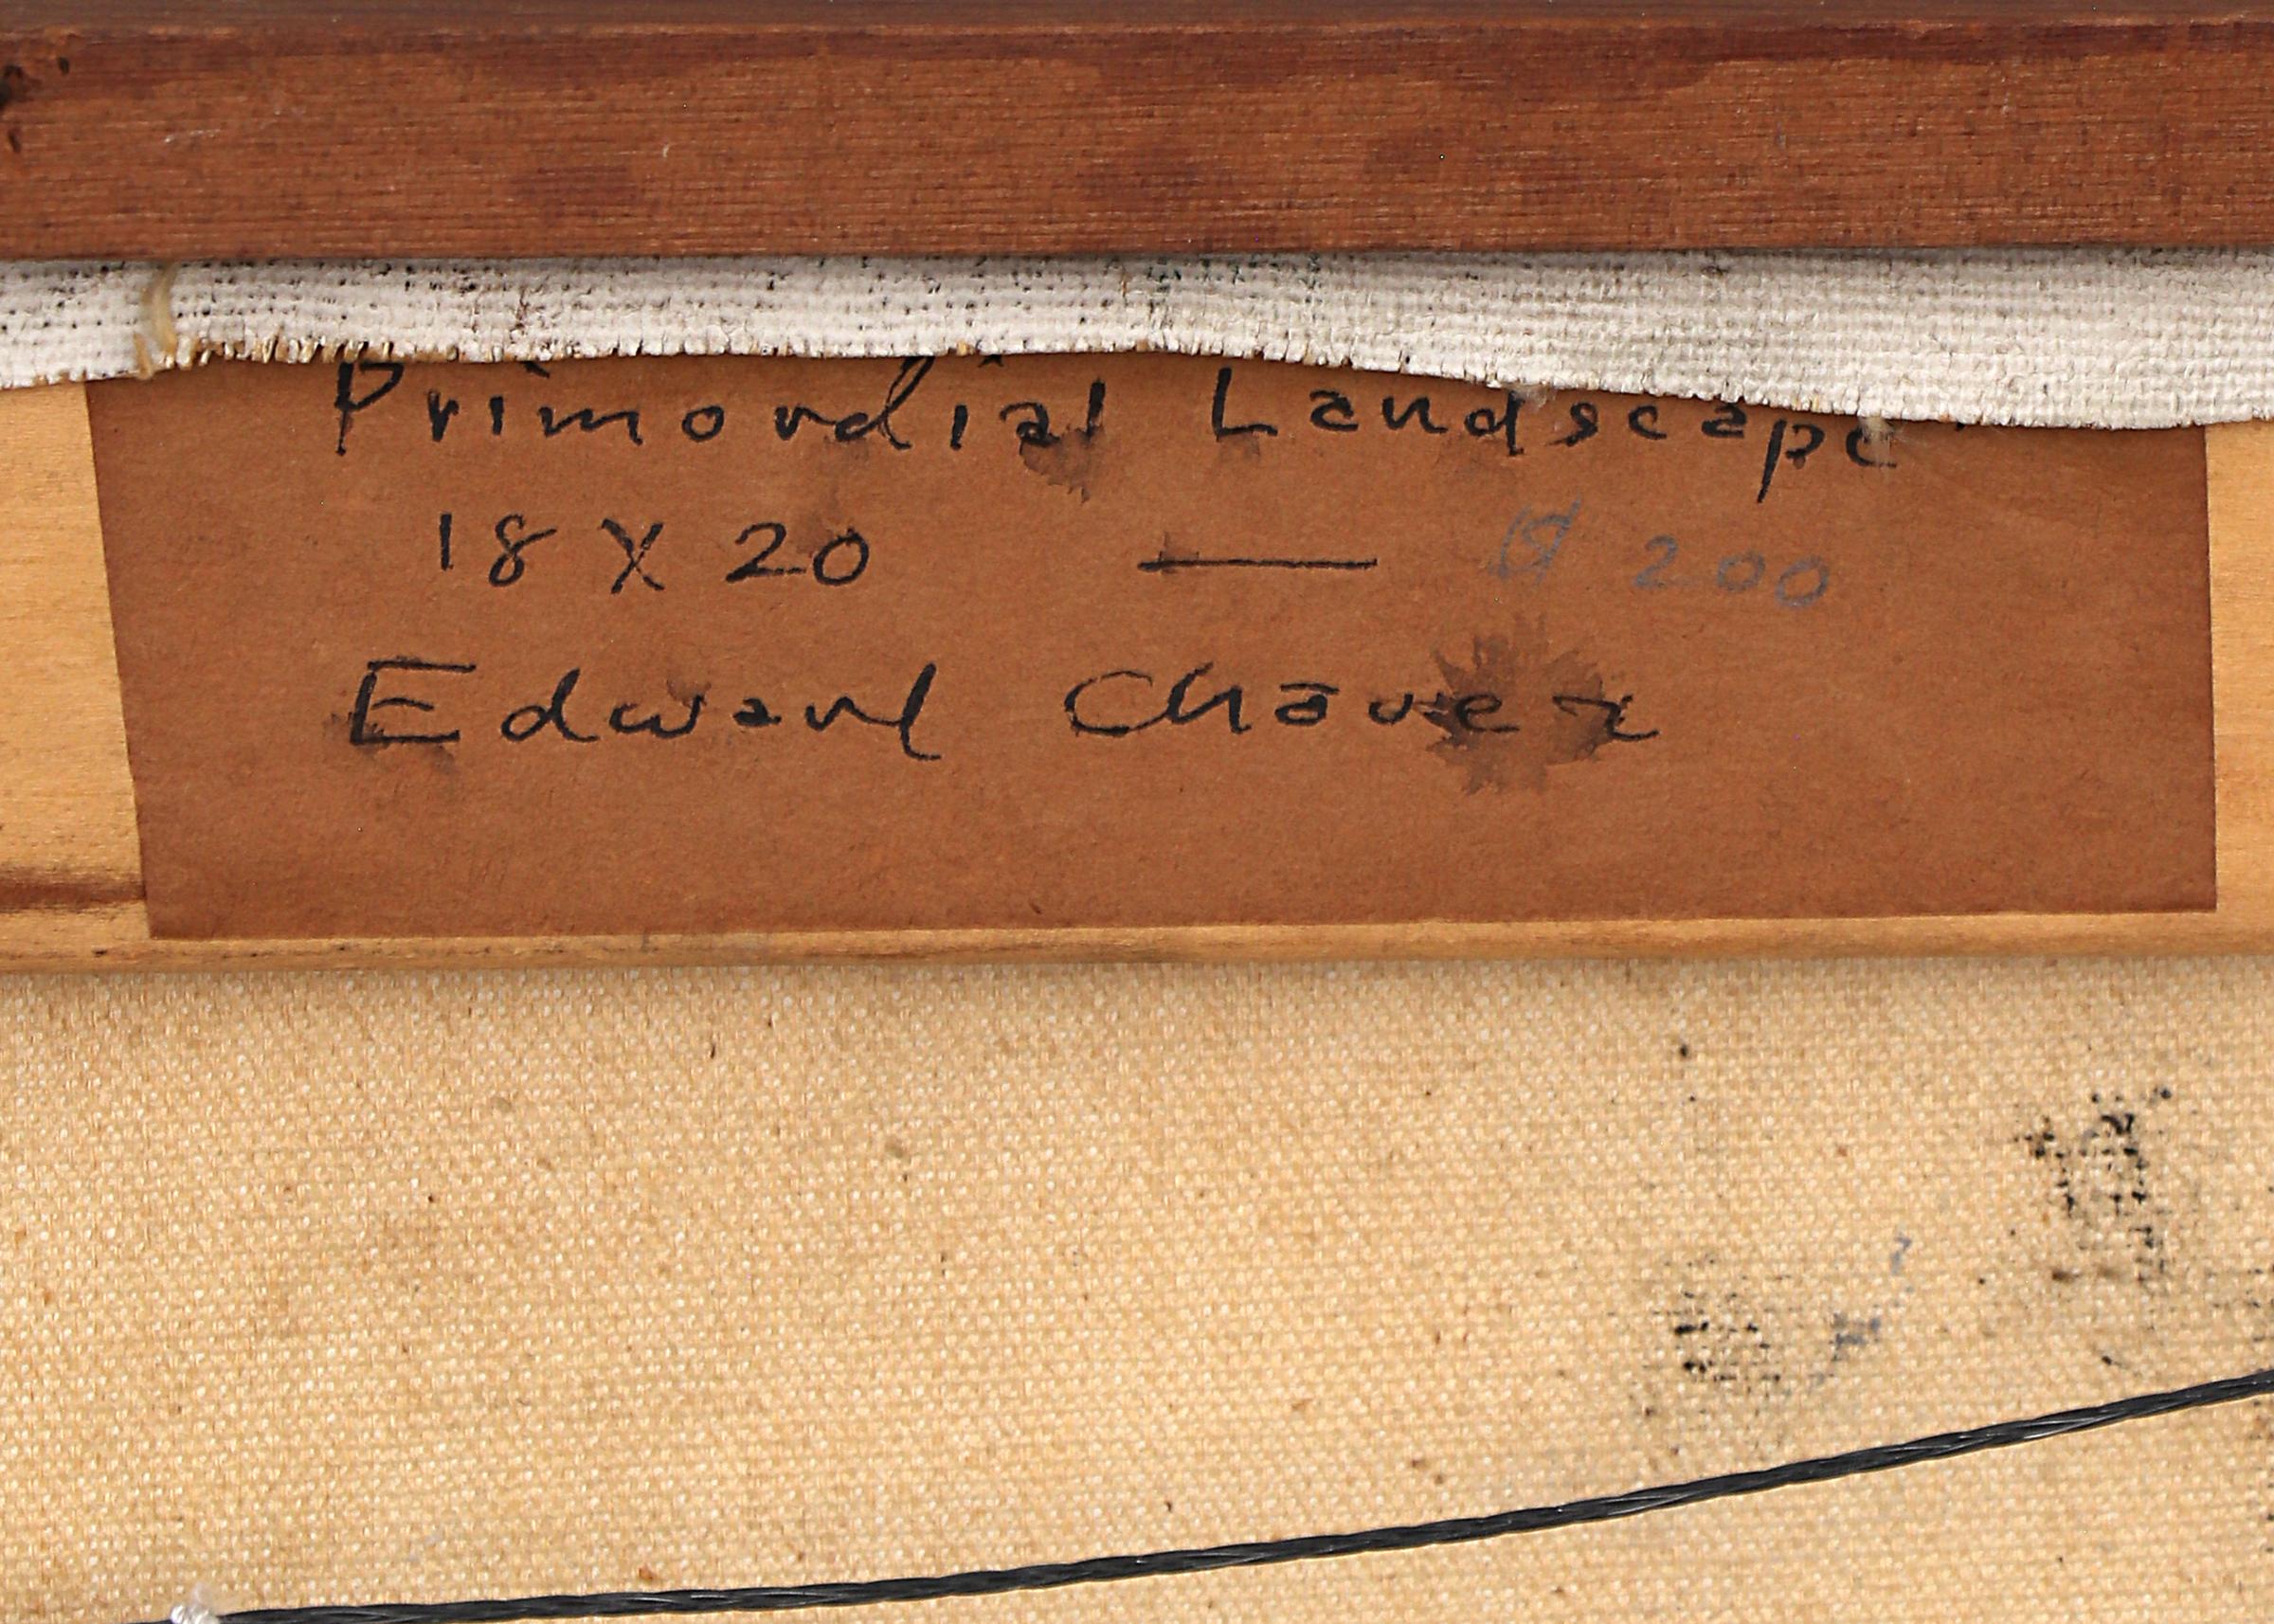 Primordial Landscape"
18 X 20 — $ 200
Edward Chavez